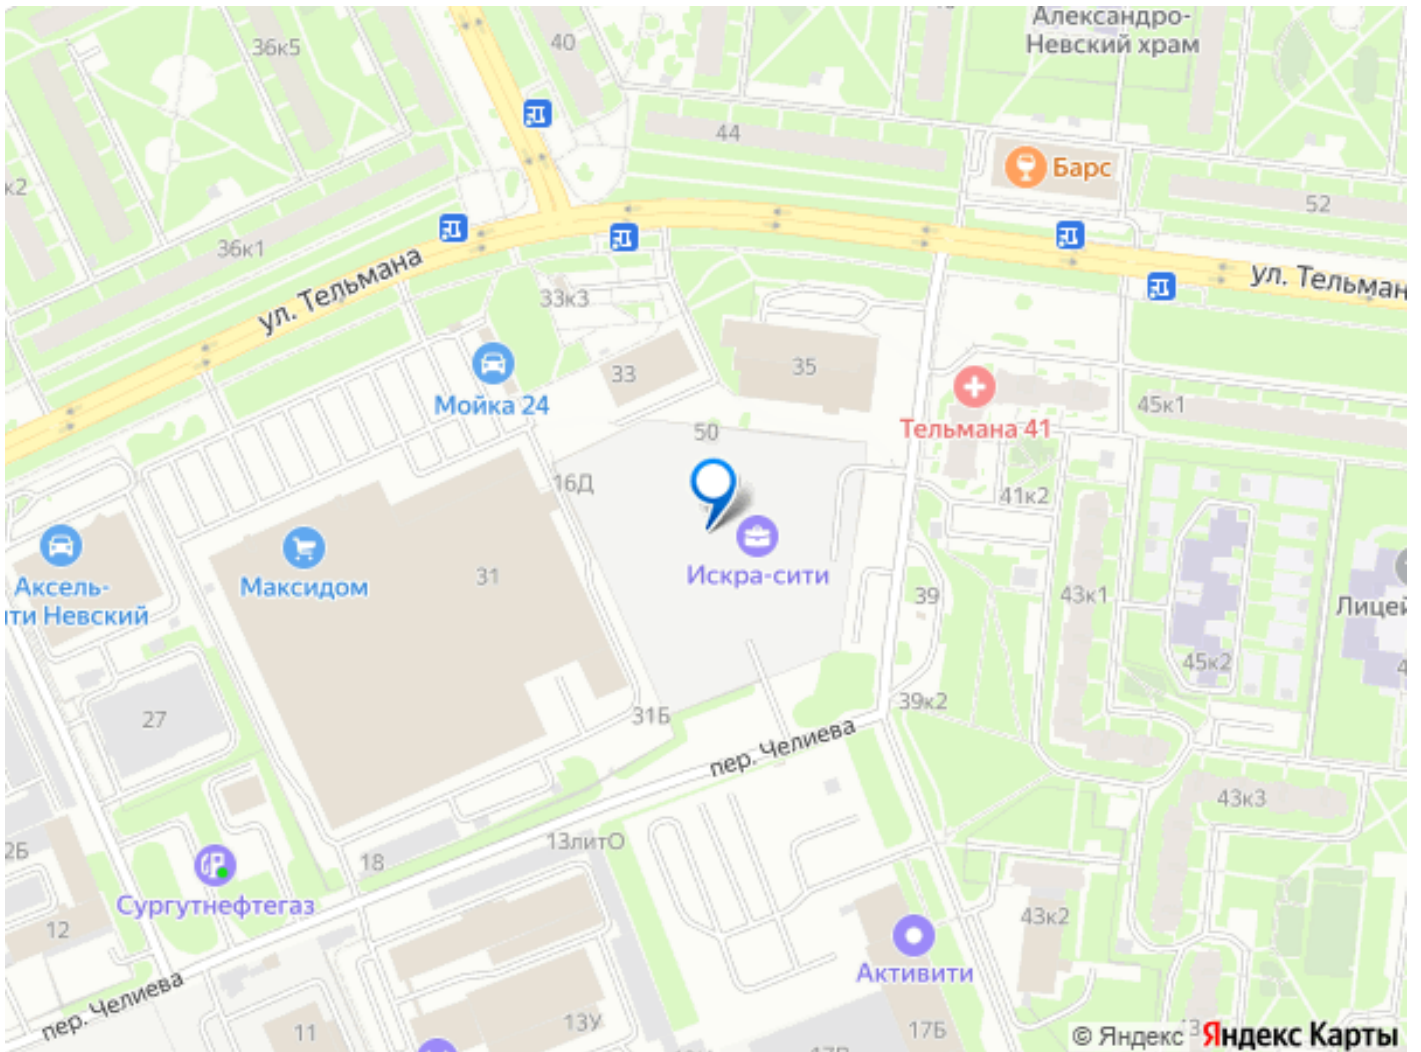 Александро-
Невский храм
36к5
40
44
Барс
к2
52
36к1
ул. Тельмана
ул. Тельман
33к3
33
35
Мойка 24
45к1
Тельмана 41
50
16Д
41к2
Искра-сити
Максидом
31
Аксель-
ти Невский
39
43к1
Лицей
45к2
27
31Б
39к2
пер. Челиева
43к3
2Б
18
13литО
Сургутнефтегаз
12
43к2
Активити
пер. Челиева
11
13У
17Б
© Яндекс
Яндекс Карты